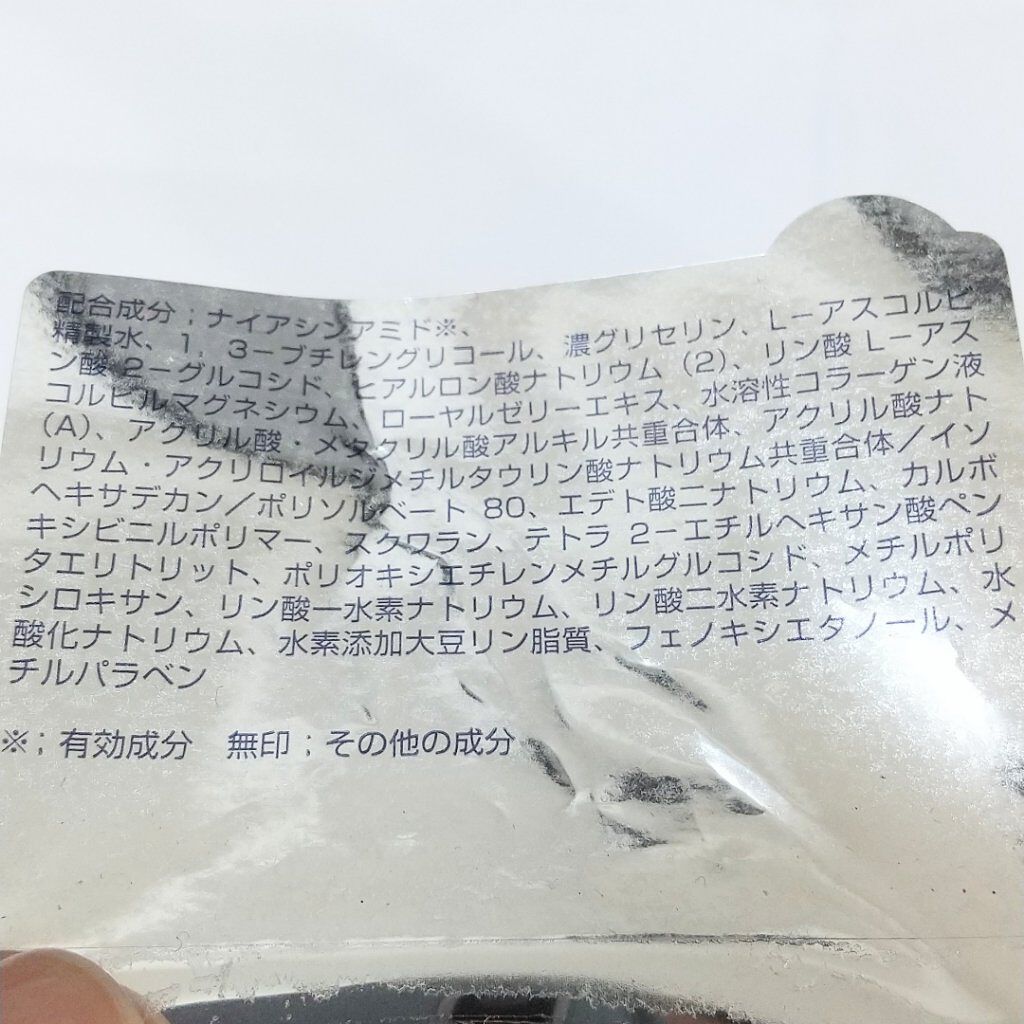 配合成分；ナイアシンアミド※、
精製水、1，3−ブチレングリコール、濃グリセリン、L−アスコルビ
ン酸 2−グルコシド、ヒアルロン酸ナトリウム（2）、リン酸 L−アス
コルビルマグネシウム、ローヤルゼリーエキス、水溶性コラーゲン液
（A）、アクリル酸・メタクリル酸アルキル共重合体、アクリル酸ナト
リウム・アクリロイルジメチルタウリン酸ナトリウム共重合体／イソ
ヘキサデカン／ポリソルベート 80、エデト酸二ナトリウム、カルボ
キシビニルポリマー、スクワラン、テトラ 2−エチルヘキサン酸ペン
タエリトリット、ポリオキシエチレンメチルグルコシド、メチルポリ
シロキサン、リン酸一水素ナトリウム、リン酸二水素ナトリウム、水
酸化ナトリウム、水素添加大豆リン脂質、フェノキシエタノール、メ
チルパラベン
※；有効成分　無印；その他の成分